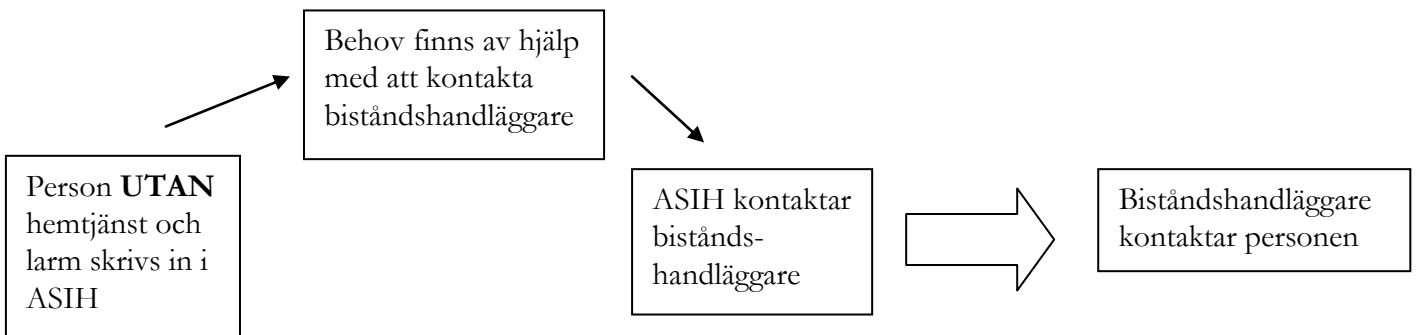 Person UTAN
hemtjänst och
larm skrivs in i
ASIH
Behov finns av hjälp
med att kontakta
biståndshandläggare
ASIH kontaktar
bistånds-
handläggare
Biståndshandläggare
kontaktar personen